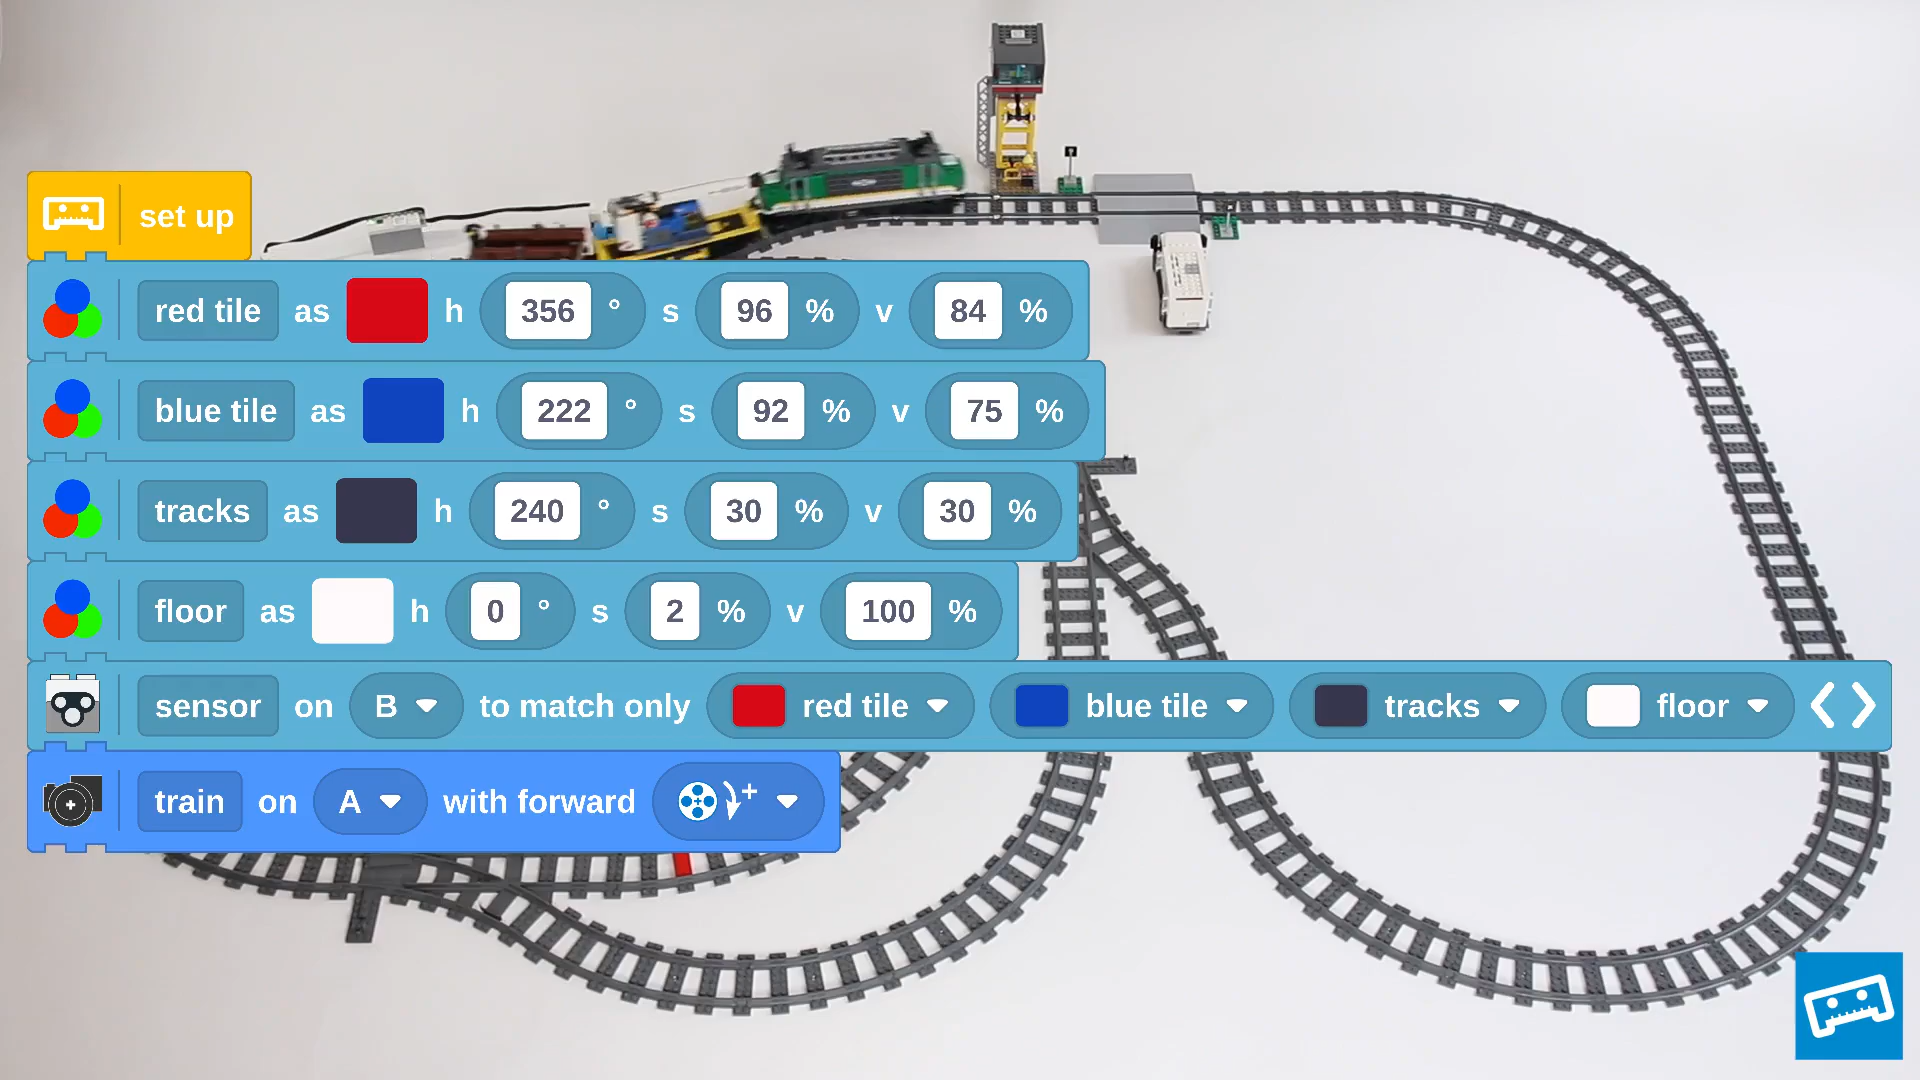 set up
red tile as h 356 ° s 96 % v 84 %
blue tile as h 222 ° s 92 % v 75 %
tracks as h 240 ° s 30 % v 30 %
floor as h 0 ° s 2 % v 100 %
sensor on B to match only red tile blue tile tracks floor
train on A with forward +